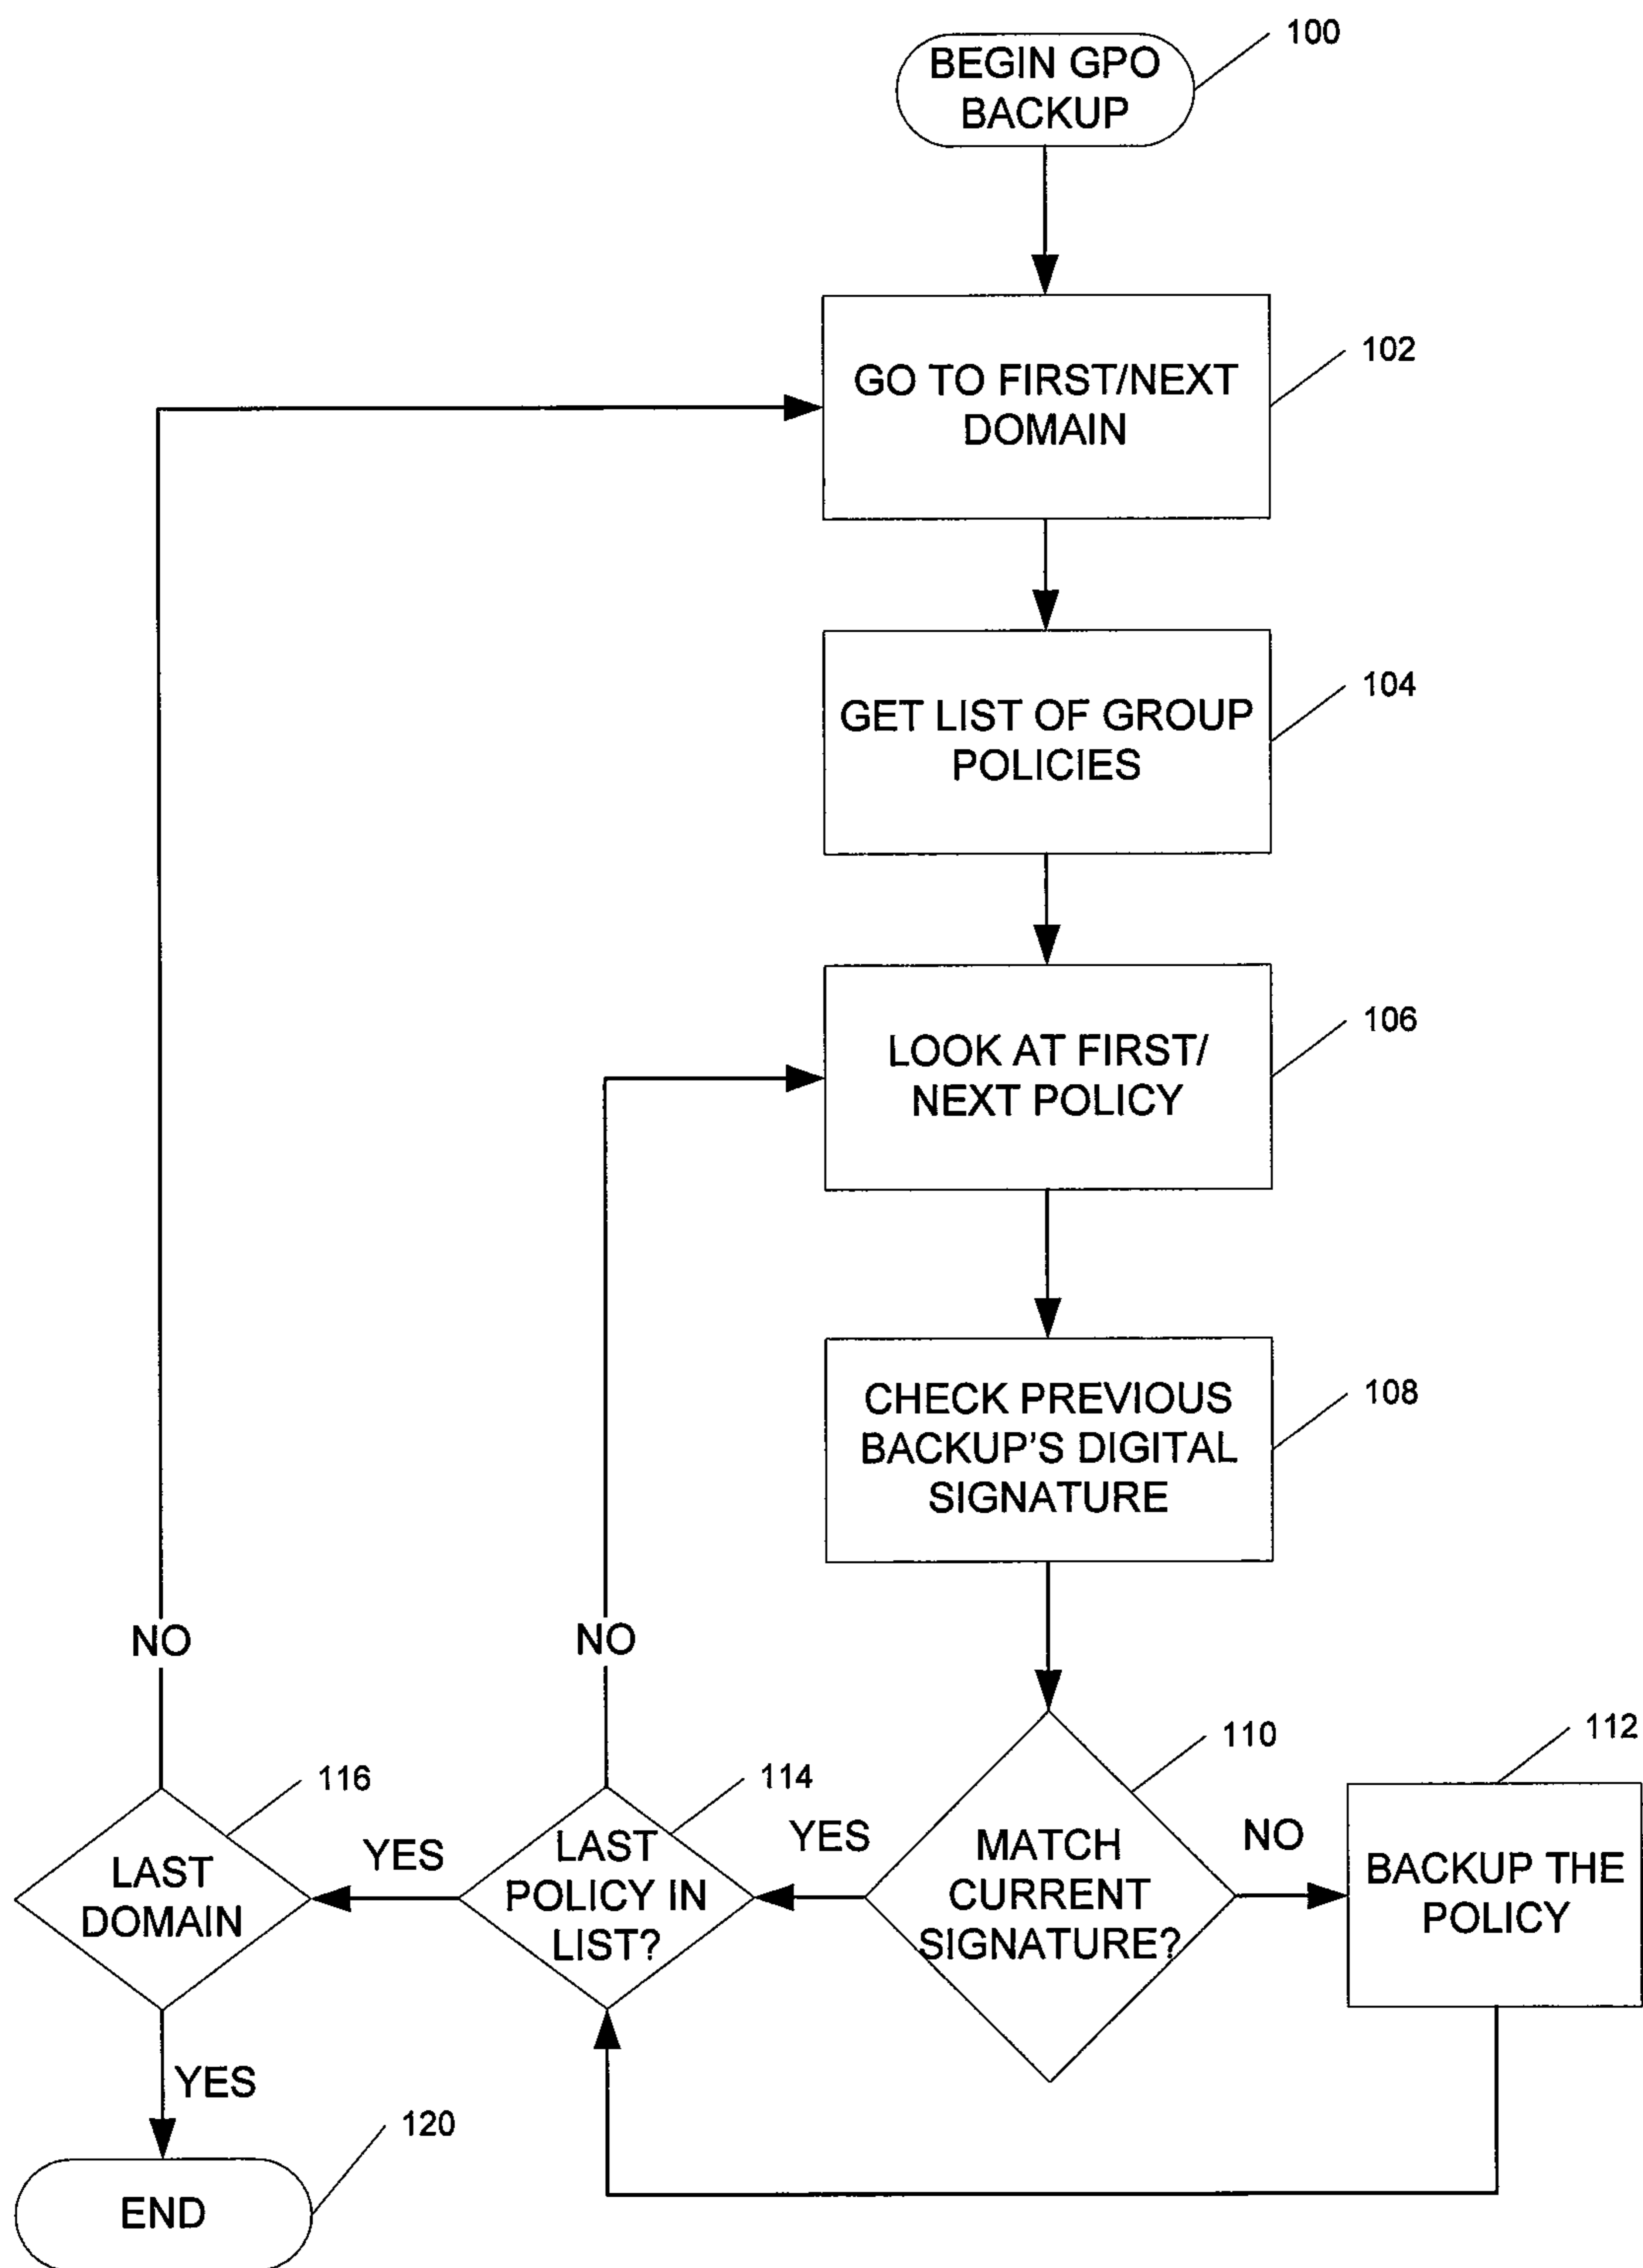 100
BEGIN GPO
BACKUP
102
GO TO FIRST/NEXT
DOMAIN
104
GET LIST OF GROUP
POLICIES
106
LOOK AT FIRST/
NEXT POLICY
108
CHECK PREVIOUS
BACKUP'S DIGITAL
SIGNATURE
NO
NO
110
112
MATCH
CURRENT
SIGNATURE?
NO
BACKUP THE
POLICY
YES
114
LAST
POLICY IN
LIST?
YES
116
LAST
DOMAIN
YES
120
END